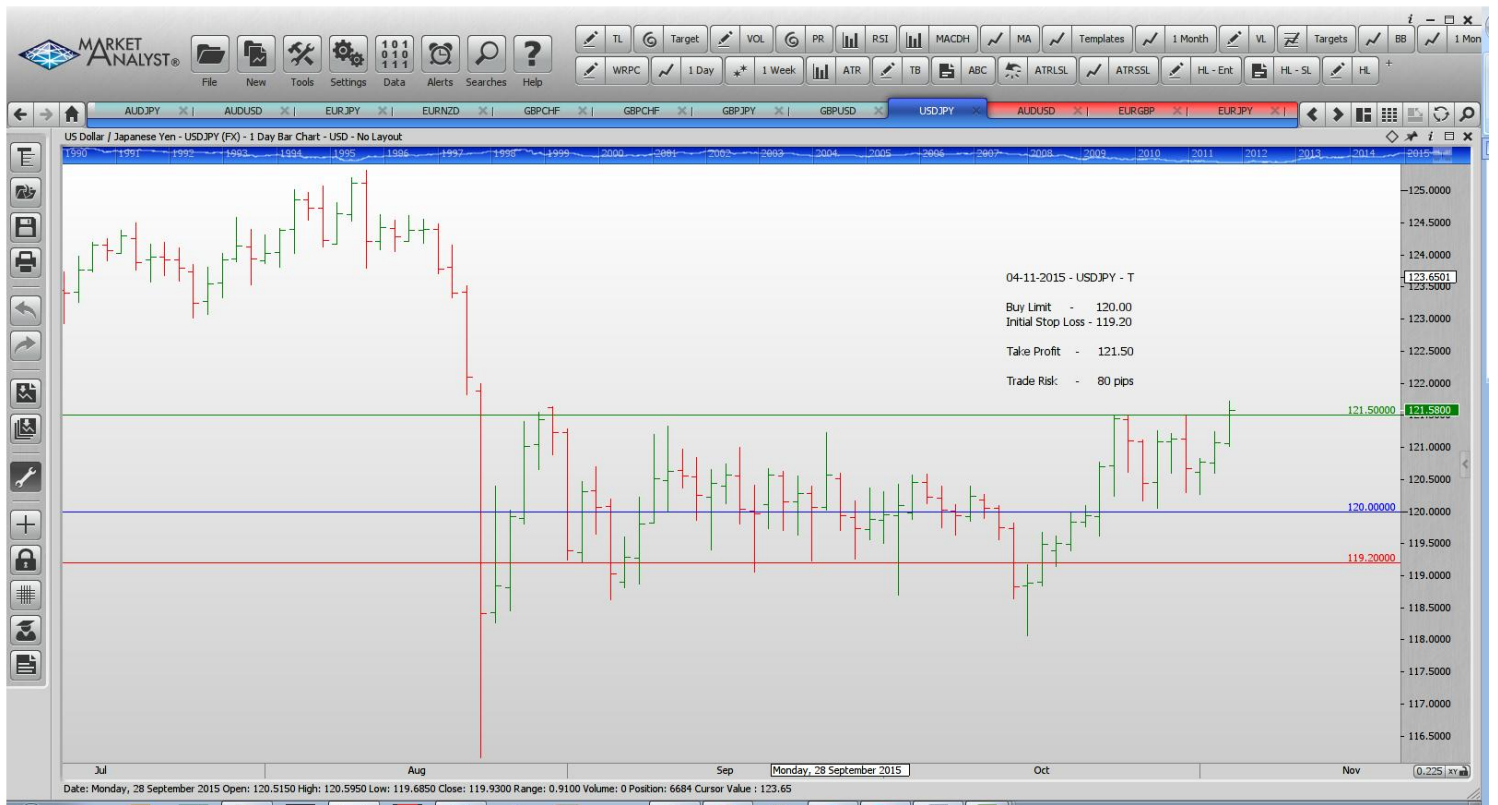 i
MARKET ANALYST®
File New Tools Settings Data Alerts Searches Help
TL Target VOL PR RSI MACDH MA Templates 1 Month VL Targets BB 1 Mon
WRPC 1 Day 1 Week ATR TB ABC ATRLSL ATRSSL HL - Ent HL - SL HL +
AUDJPY AUDUSD EURJPY EURNZD GBPCHF GBPCHF GBPJPY GBPUSD USDJPY AUDUSD EURGBP EURJPY
US Dollar / Japanese Yen - USDJPY (FX) - 1 Day Bar Chart - USD - No Layout
1990 1991 1992 1993 1994 1995 1996 1997 1998 1999 2000 2001 2002 2003 2004 2005 2006 2007 2008 2009 2010 2011 2012 2013 2014 2015
125.0000
124.5000
124.0000
04-11-2015 - USDJPY - T
123.6501
123.5000
Buy Limit - 120.00
123.0000
Initial Stop Loss - 119.20
Take Profit - 121.50
122.5000
Trade Risk - 80 pips
122.0000
121.50000 121.5800
121.0000
120.5000
120.00000 120.0000
119.5000
119.20000
119.0000
118.5000
118.0000
117.5000
117.0000
116.5000
Jul Aug Sep Monday, 28 September 2015 Oct Nov 0.225 XY
Date: Monday, 28 September 2015 Open: 120.5150 High: 120.5950 Low: 119.6850 Close: 119.9300 Range: 0.9100 Volume: 0 Position: 6684 Cursor Value : 123.65